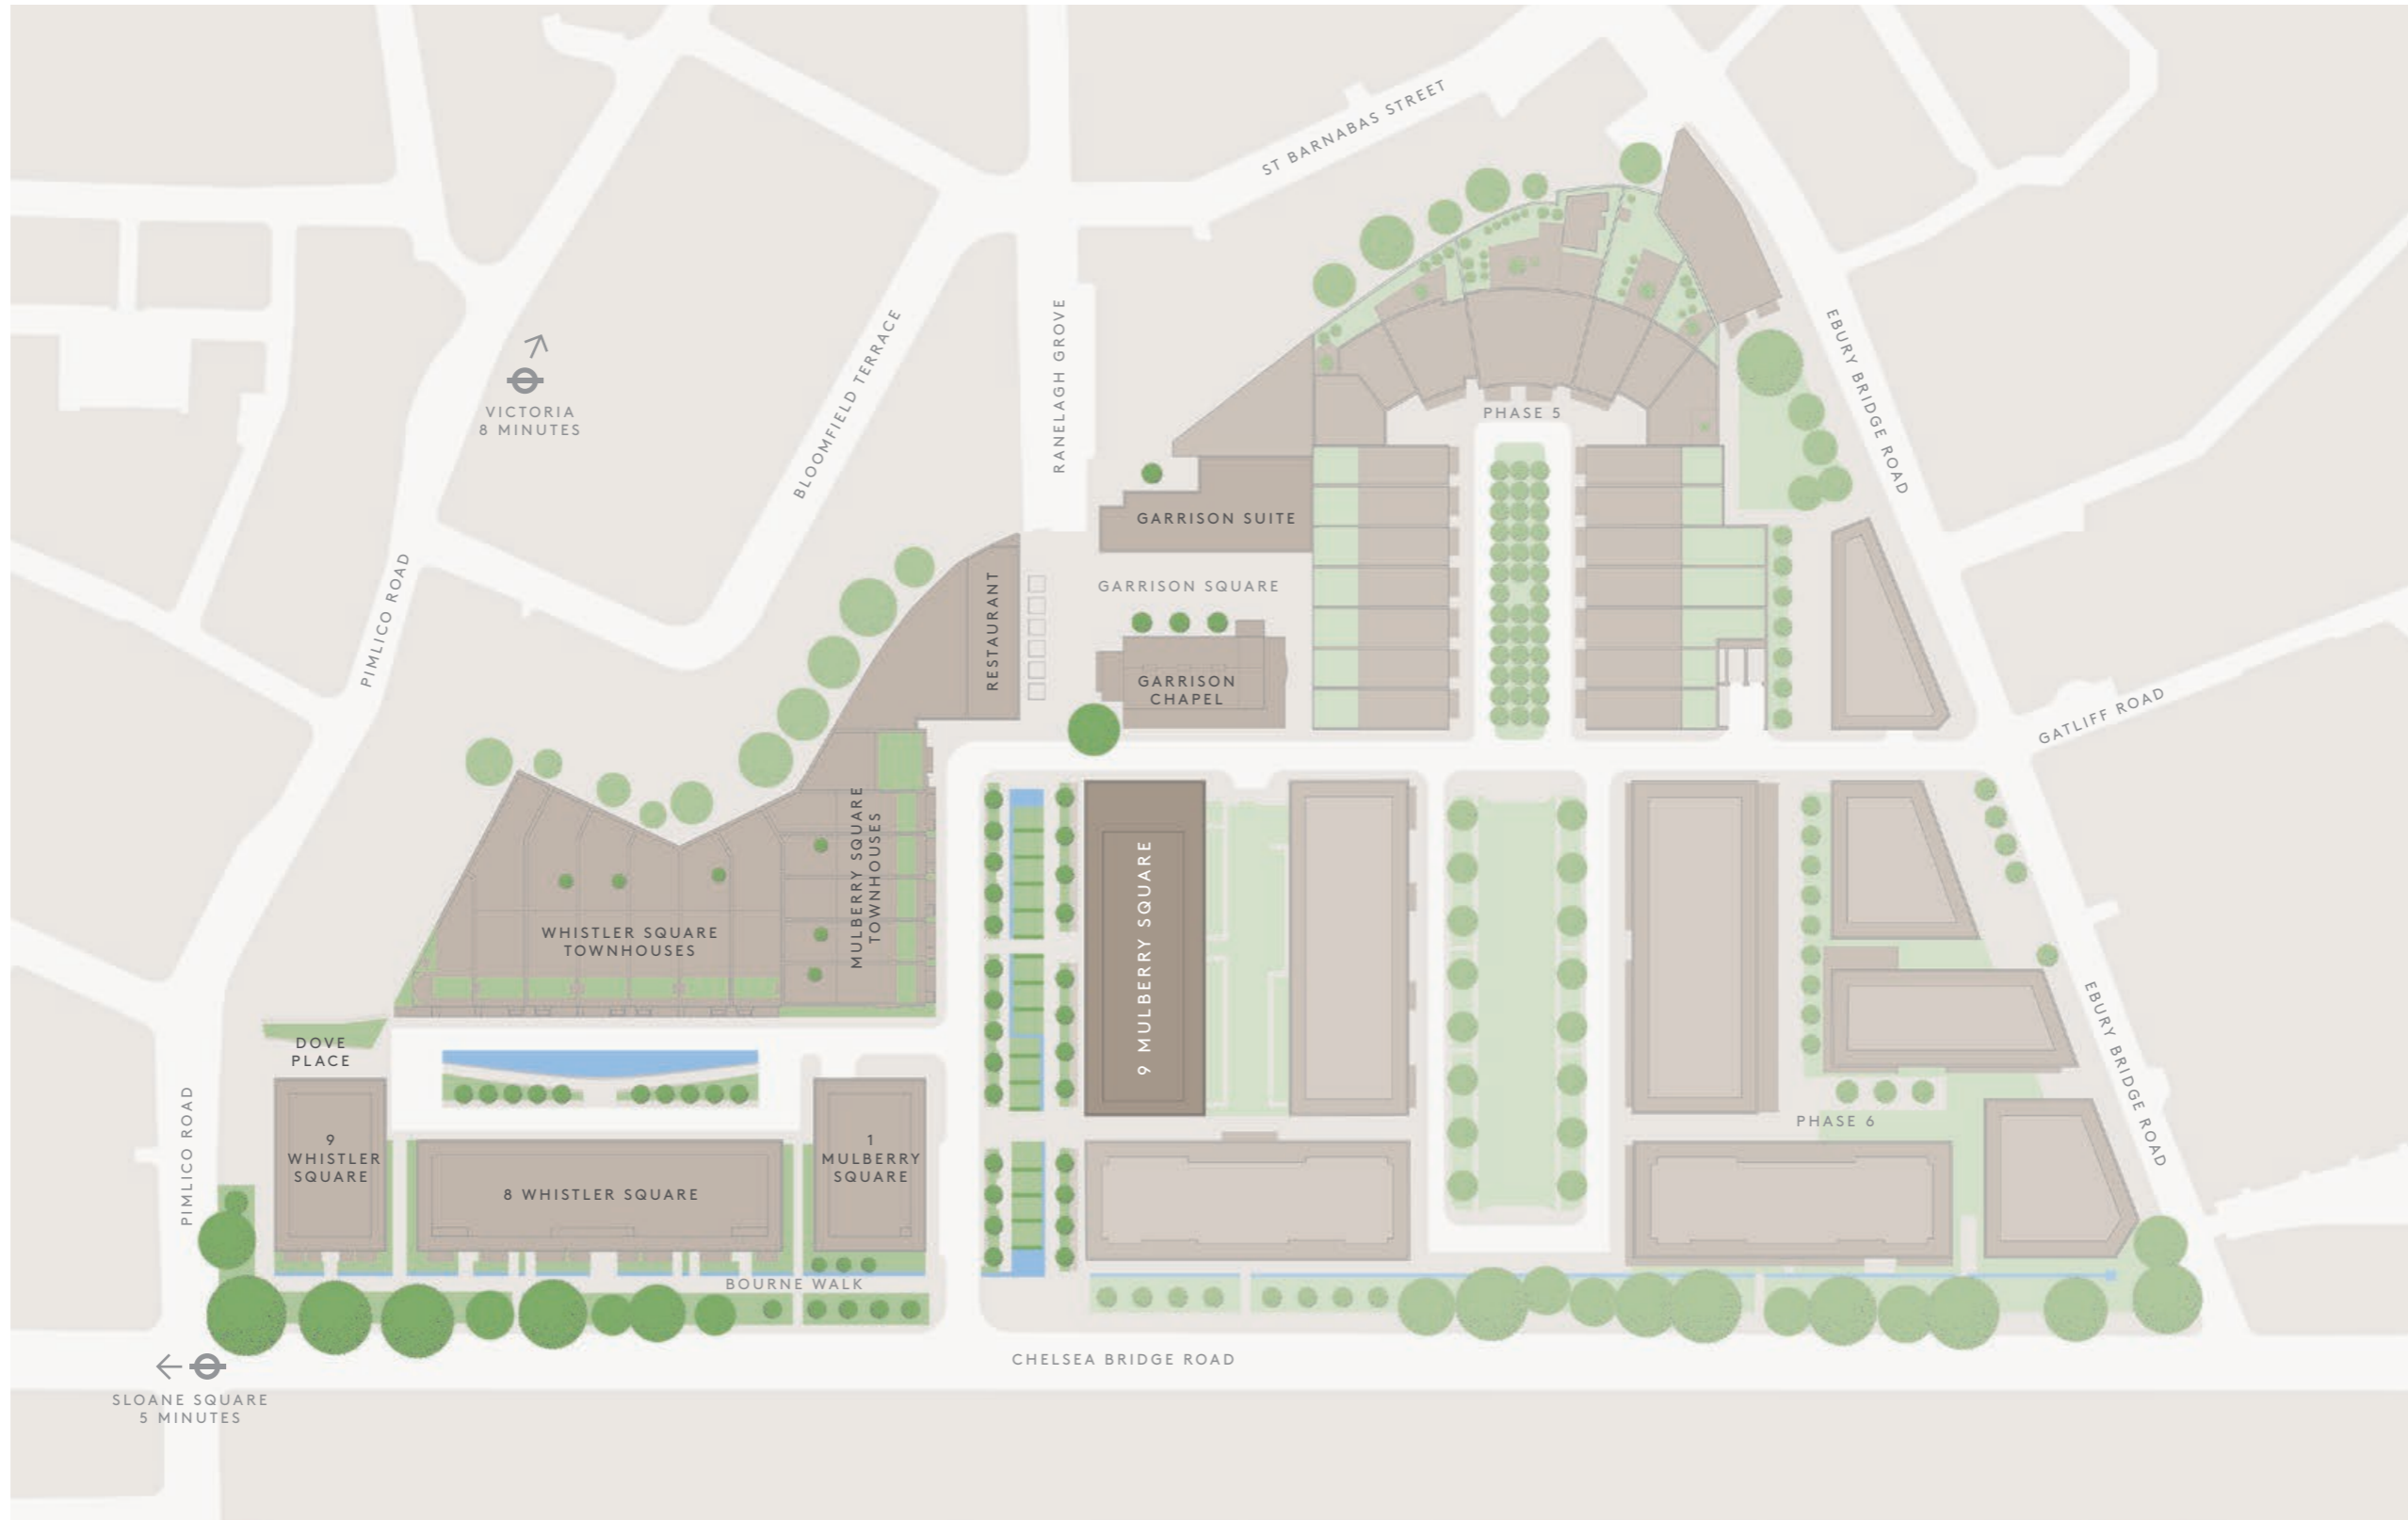 ST BARNABAS STREET
RANELAGH GROVE
BLOOMFIELD TERRACE
EBURY BRIDGE ROAD
VICTORIA
8 MINUTES
PHASE 5
GARRISON SUITE
PIMLICO ROAD
GARRISON SQUARE
RESTAURANT
GARRISON
CHAPEL
GATLIFF ROAD
MULBERRY SQUARE
TOWNHOUSES
WHISTLER SQUARE
TOWNHOUSES
9 MULBERRY SQUARE
DOVE
PLACE
EBURY BRIDGE ROAD
PIMLICO ROAD
9
WHISTLER
SQUARE
8 WHISTLER SQUARE
1
MULBERRY
SQUARE
PHASE 6
BOURNE WALK
CHELSEA BRIDGE ROAD
SLOANE SQUARE
5 MINUTES